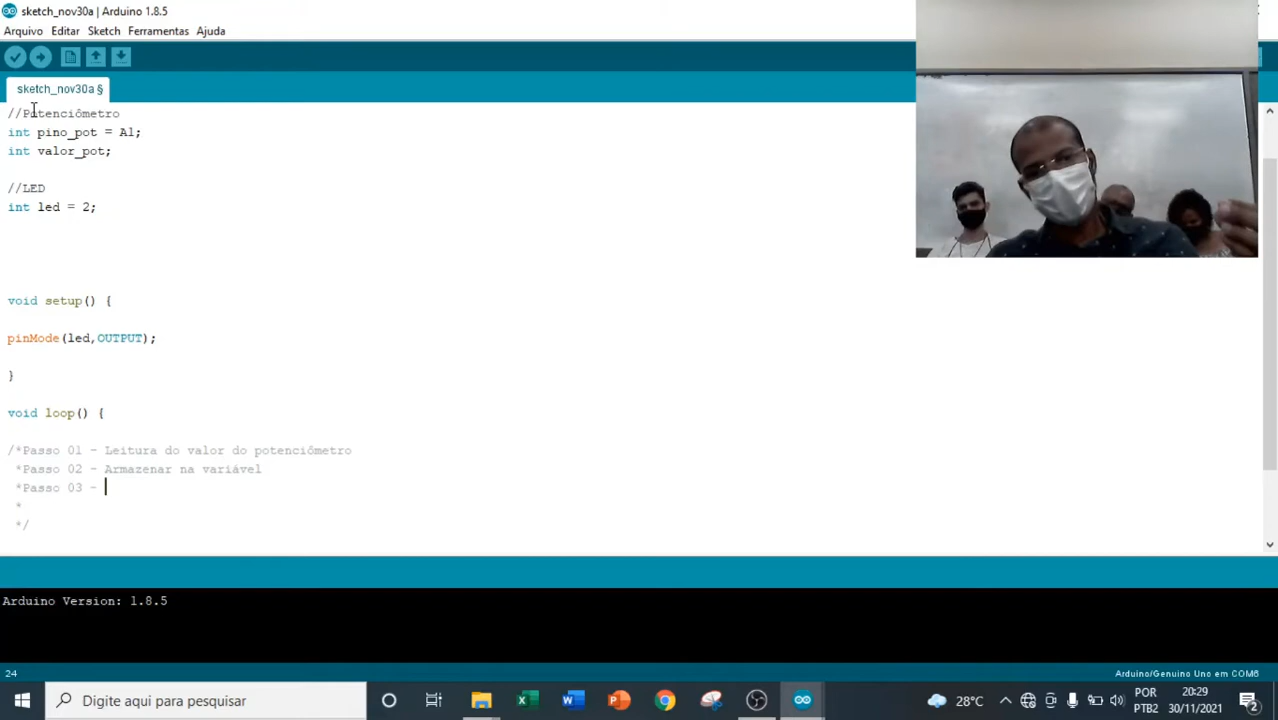 sketch_nov30a | Arduino 1.8.5
Arquivo Editar Sketch Ferramentas Ajuda
sketch_nov30a §
//Potenciômetro
int pino_pot = A1;
int valor_pot;
//LED
int led = 2;
void setup() {
pinMode(led,OUTPUT);
}
void loop() {
/*Passo 01 - Leitura do valor do potenciômetro
*Passo 02 - Armazenar na variável
*Passo 03 -
*
*/
Arduino Version: 1.8.5
24
Arduino/Genuino Uno em COM6
Digite aqui para pesquisar
28°C
POR
PTB2
20:29
30/11/2021
2